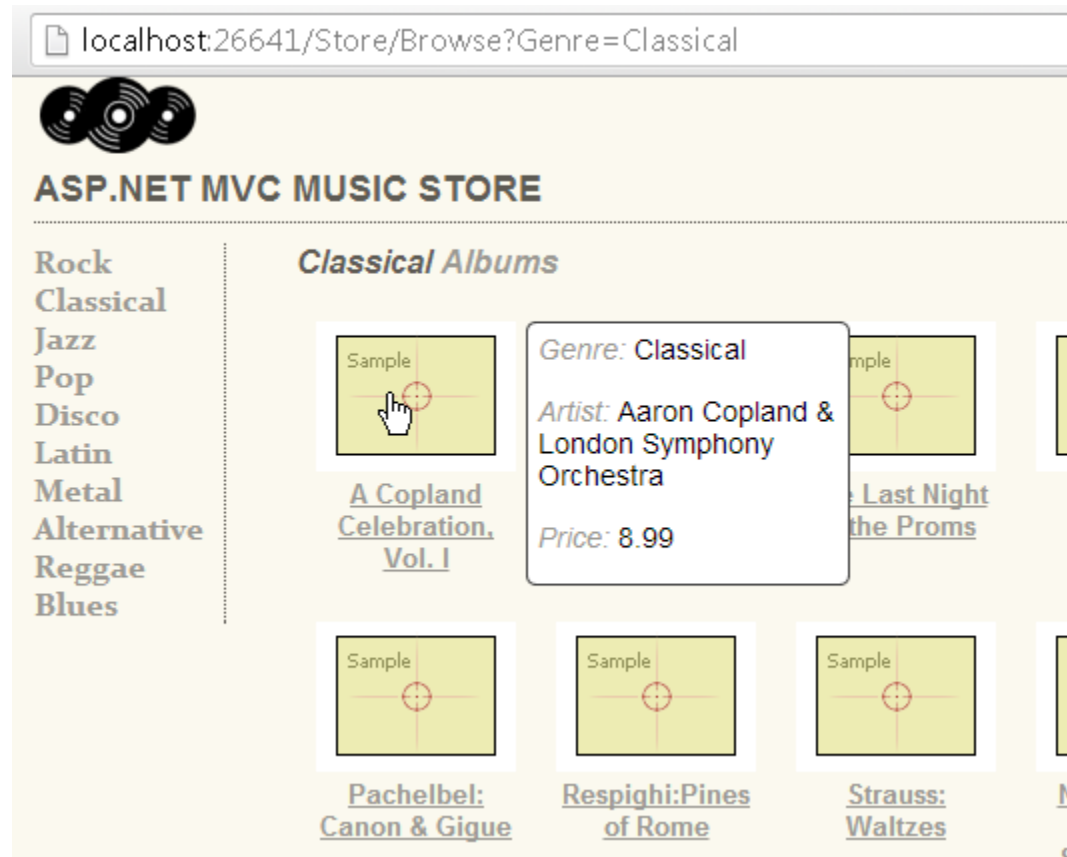 localhost:26641/Store/Browse?Genre=Classical
ASP.NET MVC MUSIC STORE
Rock
Classical
Jazz
Pop
Disco
Latin
Metal
Alternative
Reggae
Blues
Classical Albums
Sample
A Copland
Celebration,
Vol. I
Genre: Classical
Artist: Aaron Copland &
London Symphony
Orchestra
Price: 8.99
Last Night
the Proms
Sample
Pachelbel:
Canon & Gigue
Sample
Respighi:Pines
of Rome
Sample
Strauss:
Waltzes